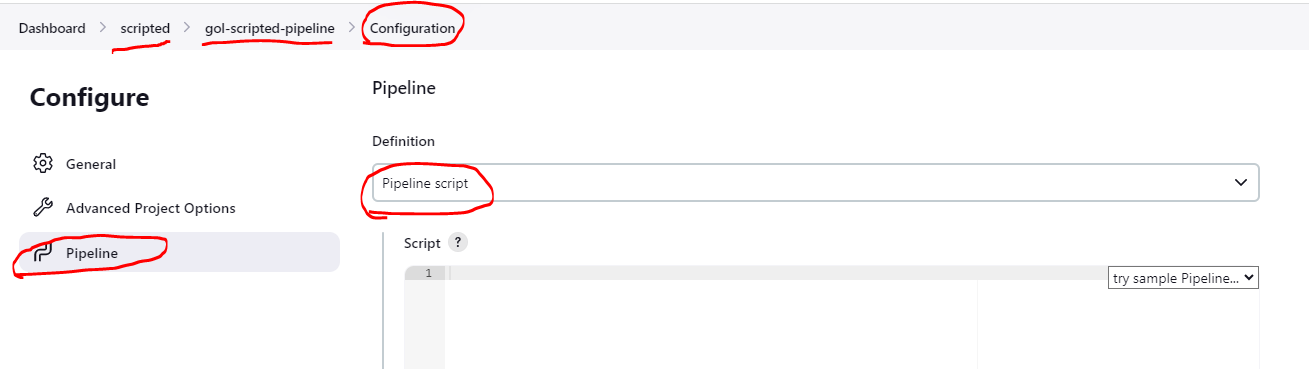 Dashboard > scripted > gol-scripted-pipeline > Configuration
Configure
General
Advanced Project Options
Pipeline
Pipeline
Definition
Pipeline script
Script ?
1
try sample Pipeline...